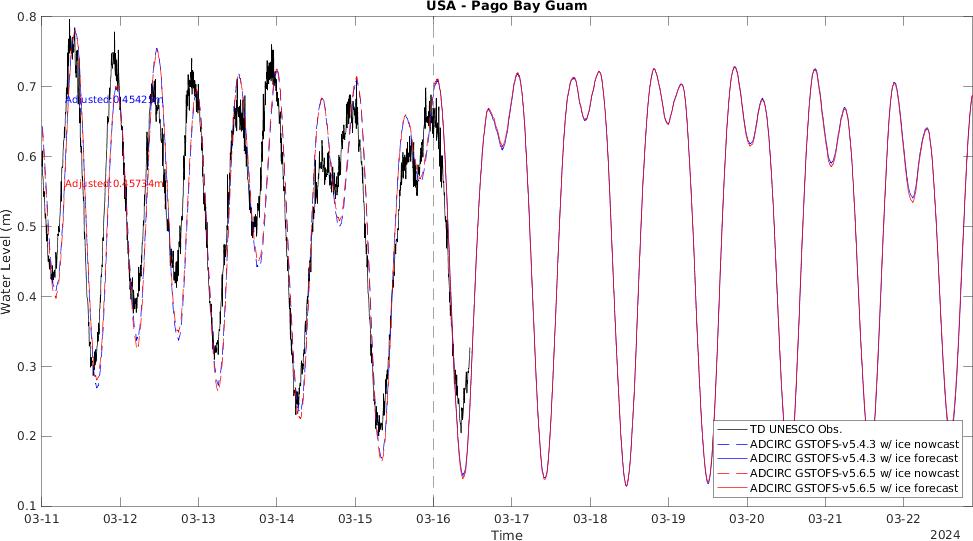 USA - Pago Bay Guam
0.8
0.7
0.6
0.5
0.4
0.3
0.2
0.1
Water Level (m)
Adjusted:0.45734m
TD UNESCO Obs.
ADCIRC GSTOFS-v5.4.3 w/ ice nowcast
ADCIRC GSTOFS-v5.4.3 w/ ice forecast
ADCIRC GSTOFS-v5.6.5 w/ ice nowcast
ADCIRC GSTOFS-v5.6.5 w/ ice forecast
03-11 03-12 03-13 03-14 03-15 03-16 03-17 03-18 03-19 03-20 03-21 03-22
Time
2024